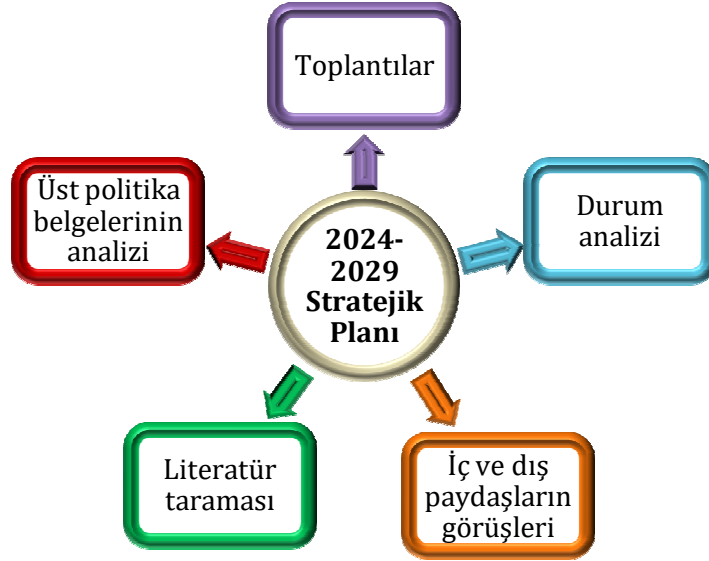 Toplantılar
Üst politika
belgelerinin
analizi
Durum
analizi
2024-
2029
Stratejik
Planı
Literatür
taraması
İç ve dış
paydaşların
görüşleri